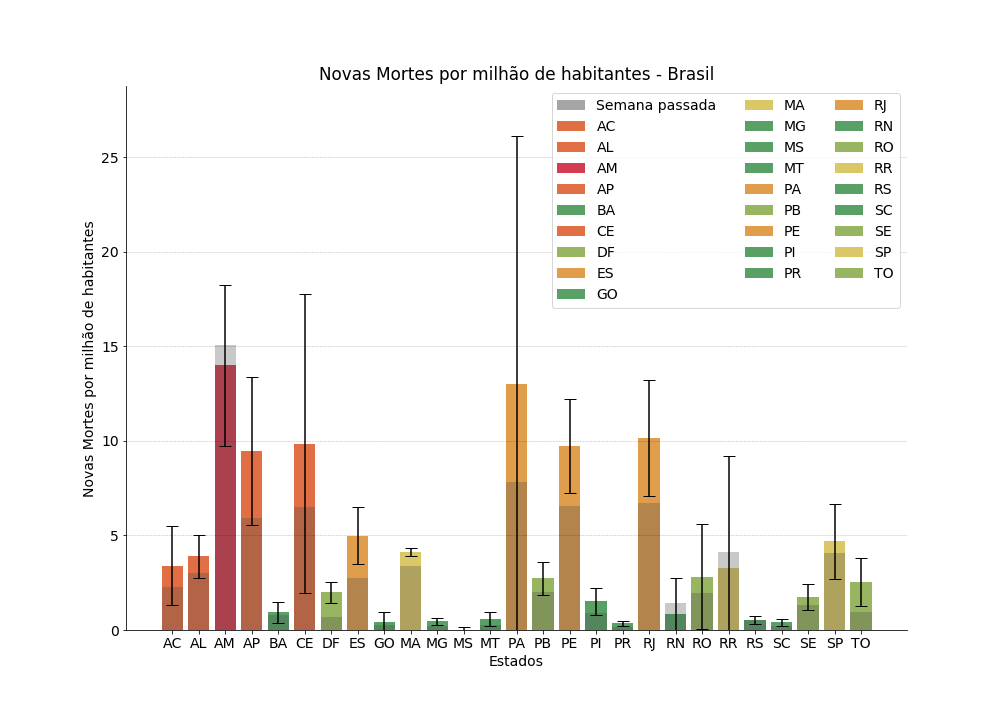 Novas Mortes por milhão de habitantes - Brasil
Semana passada
AC
AL
AM
AP
BA
CE
DF
ES
GO
MA
MG
MS
MT
PA
PB
PE
PI
PR
RJ
RN
RO
RR
RS
SC
SE
SP
TO
Novas Mortes por milhão de habitantes
25
20
15
10
5
0
AC AL AM AP BA CE DF ES GO MA MG MS MT PA PB PE PI PR RJ RN RO RR RS SC SE SP TO
Estados